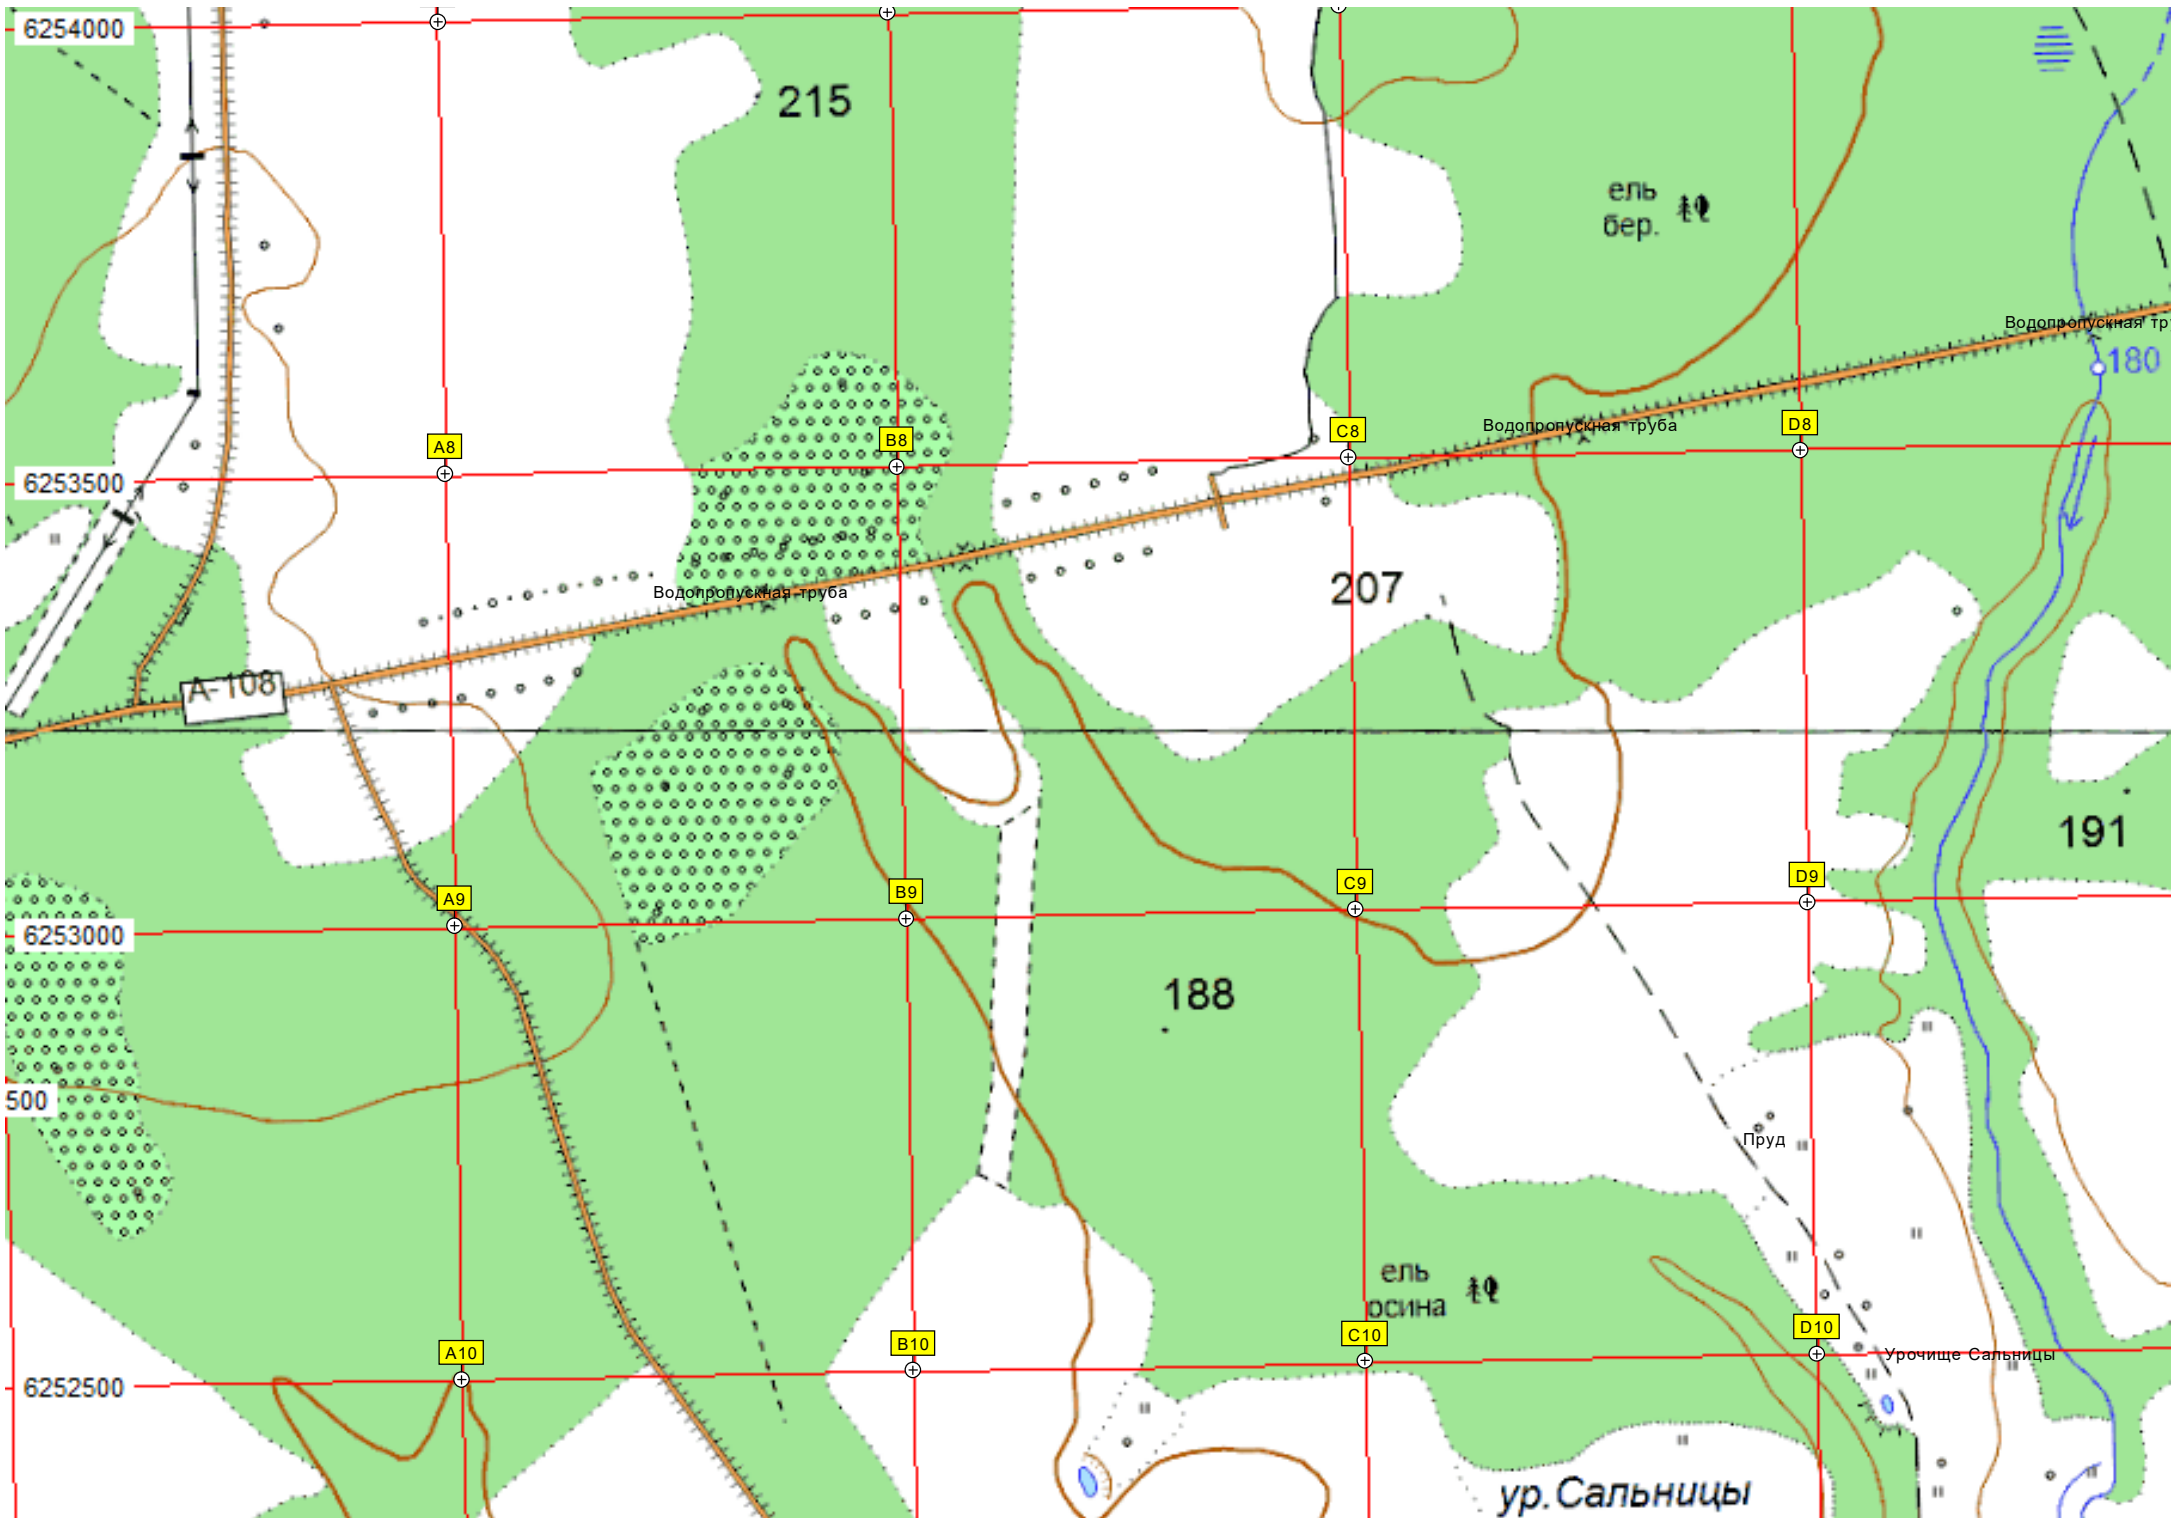 6254000
215
ель
бер.
Водопропускная тр
180
Водопропускная труба
A8
B8
C8
D8
6253500
Водопропускная труба
207
А-108
191
A9
B9
C9
D9
6253000
188
500
Пруд
ель
осина
A10
B10
C10
D10
Урочище Сальницы
6252500
ур.Сальницы